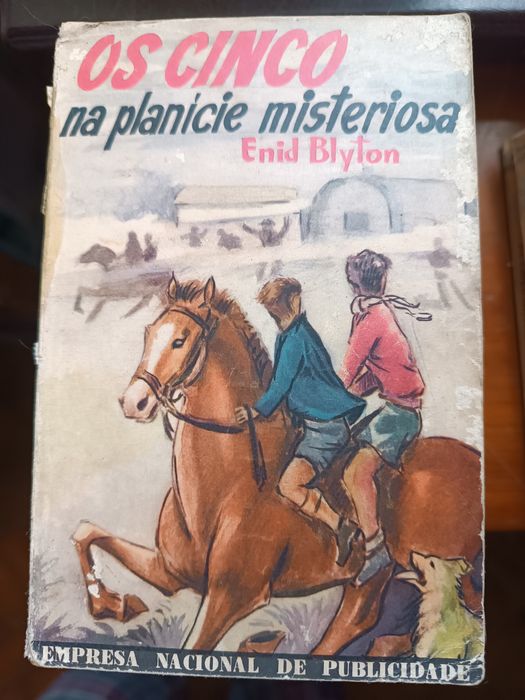 OS CINCO
na planície misteriosa
Enid Blyton
EMPRESA NACIONAL DE PUBLICIDADE